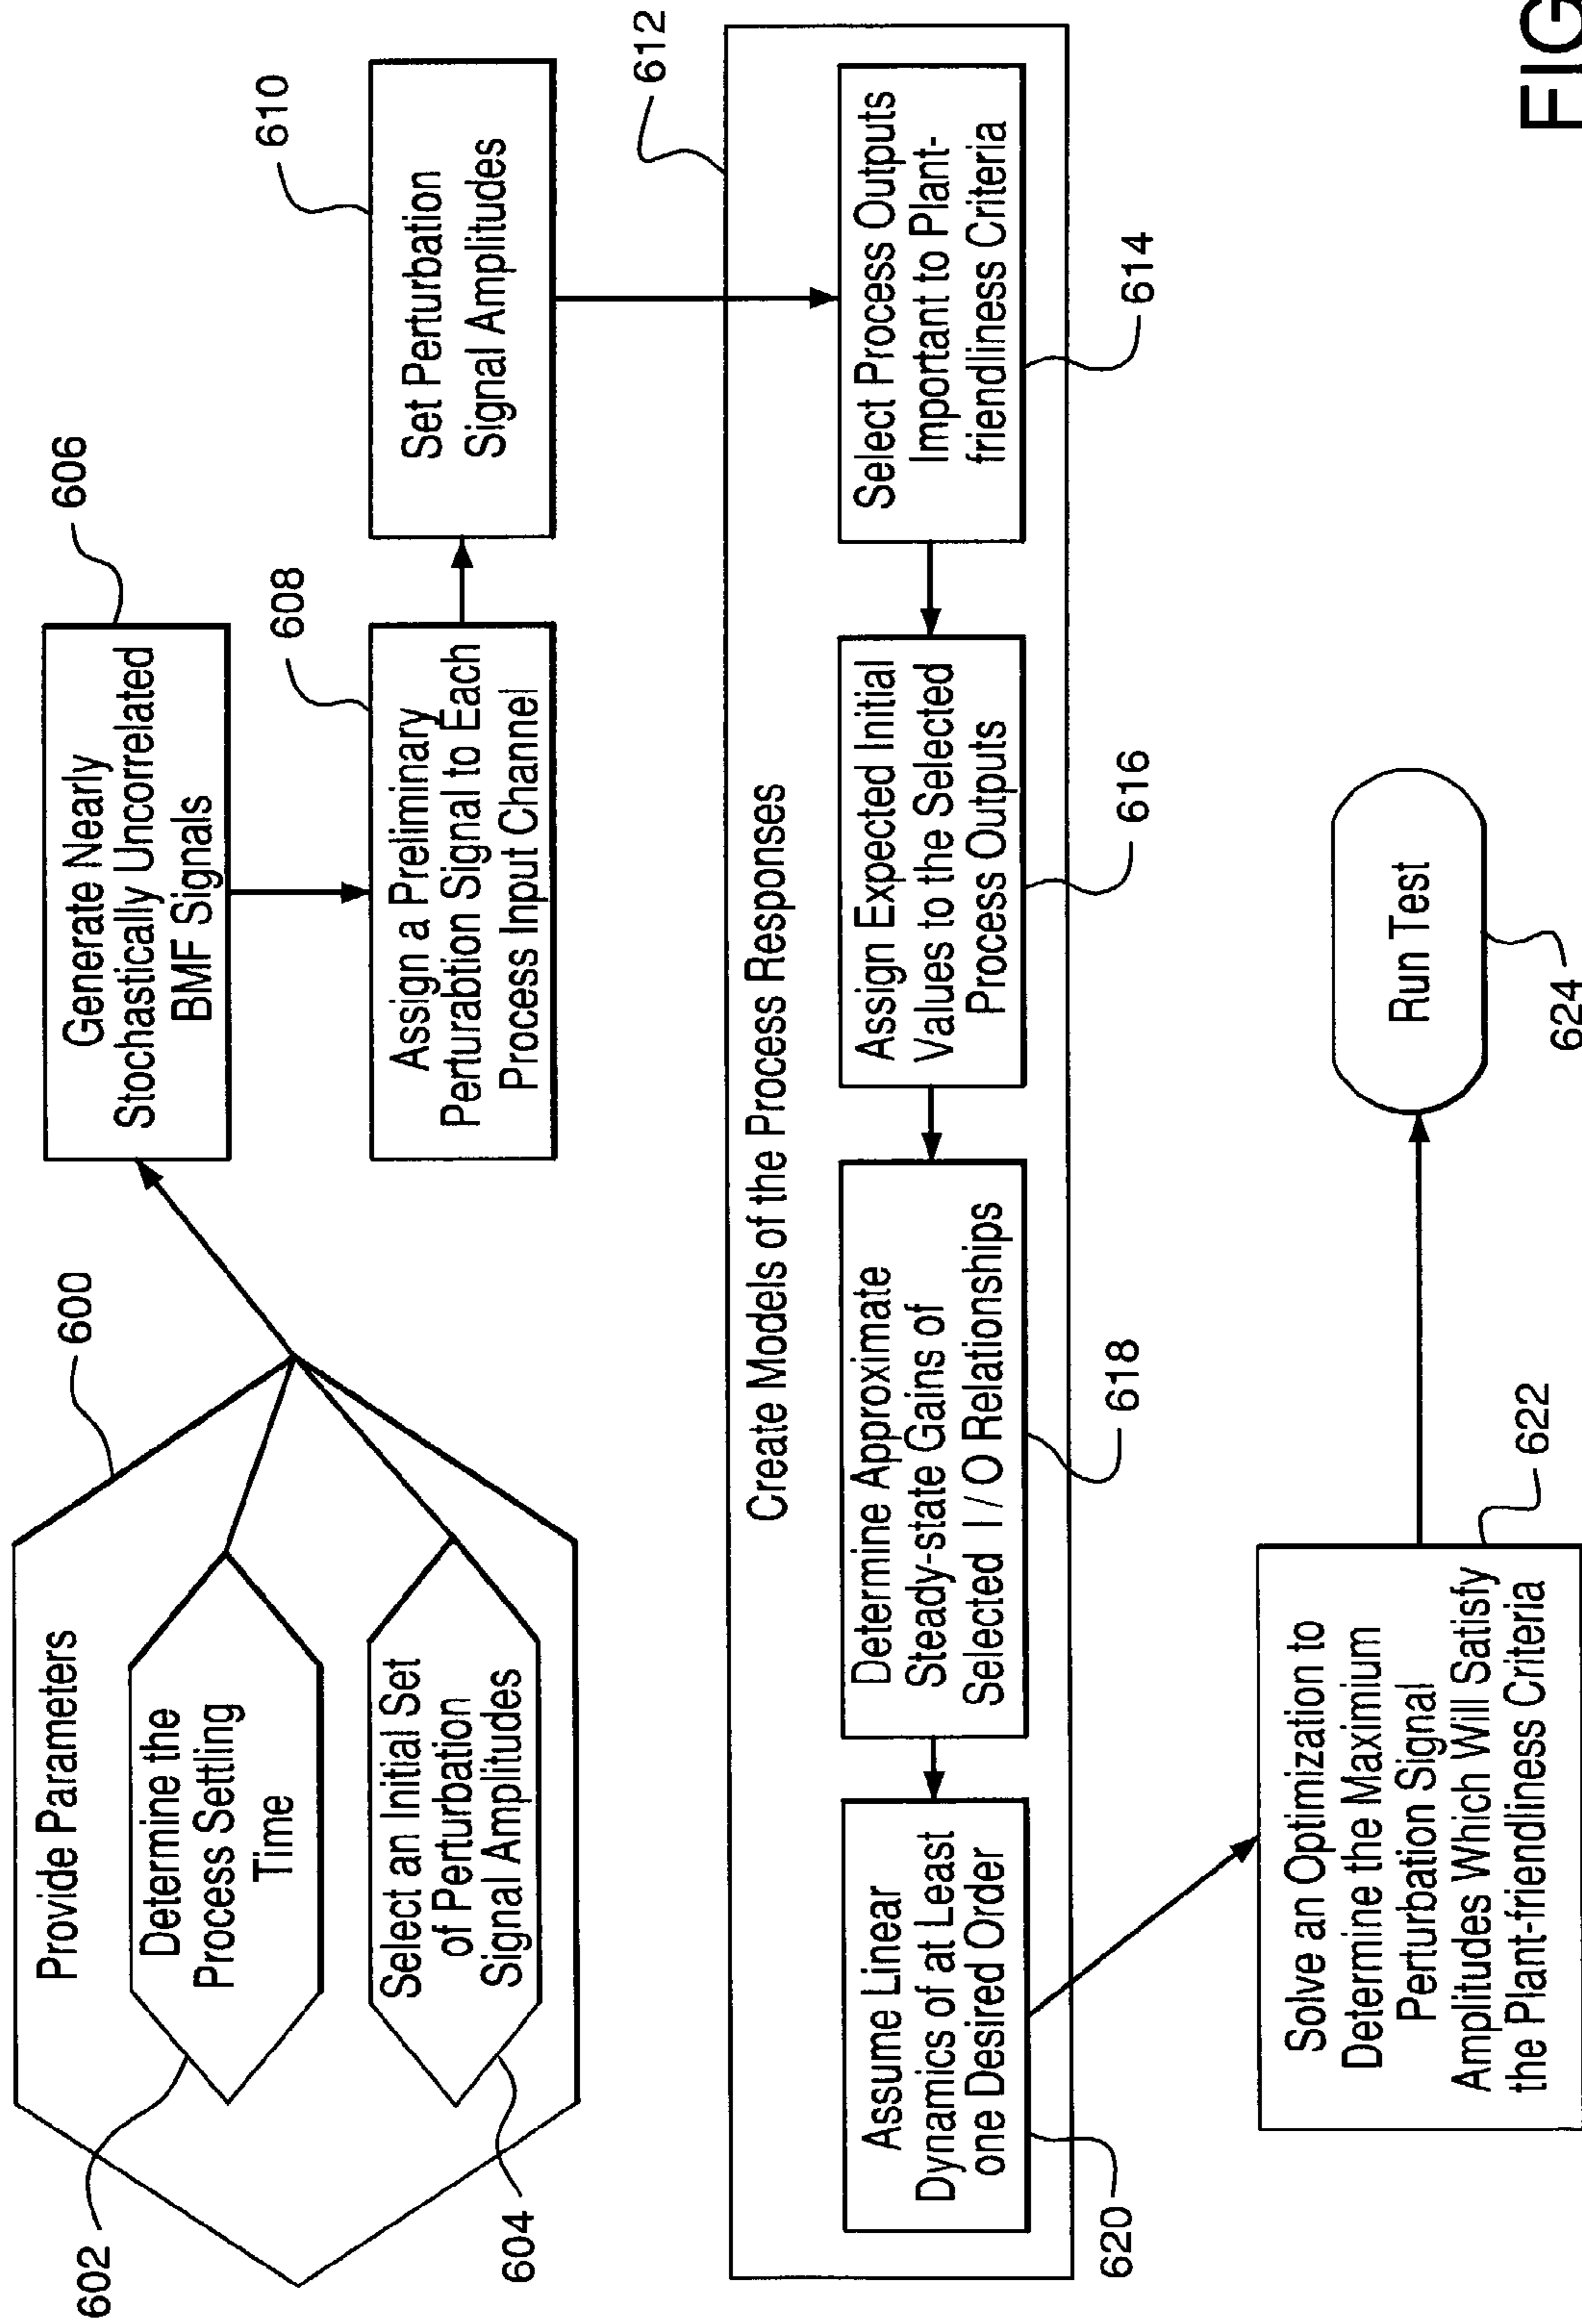 600
Provide Parameters
602
Determine the
Process Settling
Time
604
Select an Initial Set
of Perturbation
Signal Amplitudes
606
Generate Nearly
Stochastically Uncorrelated
BMF Signals
608
Assign a Preliminary
Perturabtion Signal to Each
Process Input Channel
610
Set Perturbation
Signal Amplitudes
612
Create Models of the Process Responses
Select Process Outputs
Important to Plant-
friendliness Criteria
614
Assign Expected Initial
Values to the Selected
Process Outputs
616
Determine Approximate
Steady-state Gains of
Selected I / O Relationships
618
Assume Linear
Dynamics of at Least
one Desired Order
620
Solve an Optimization to
Determine the Maximium
Perturbation Signal
Amplitudes Which Will Satisfy
the Plant-friendliness Criteria
622
Run Test
624
FIG